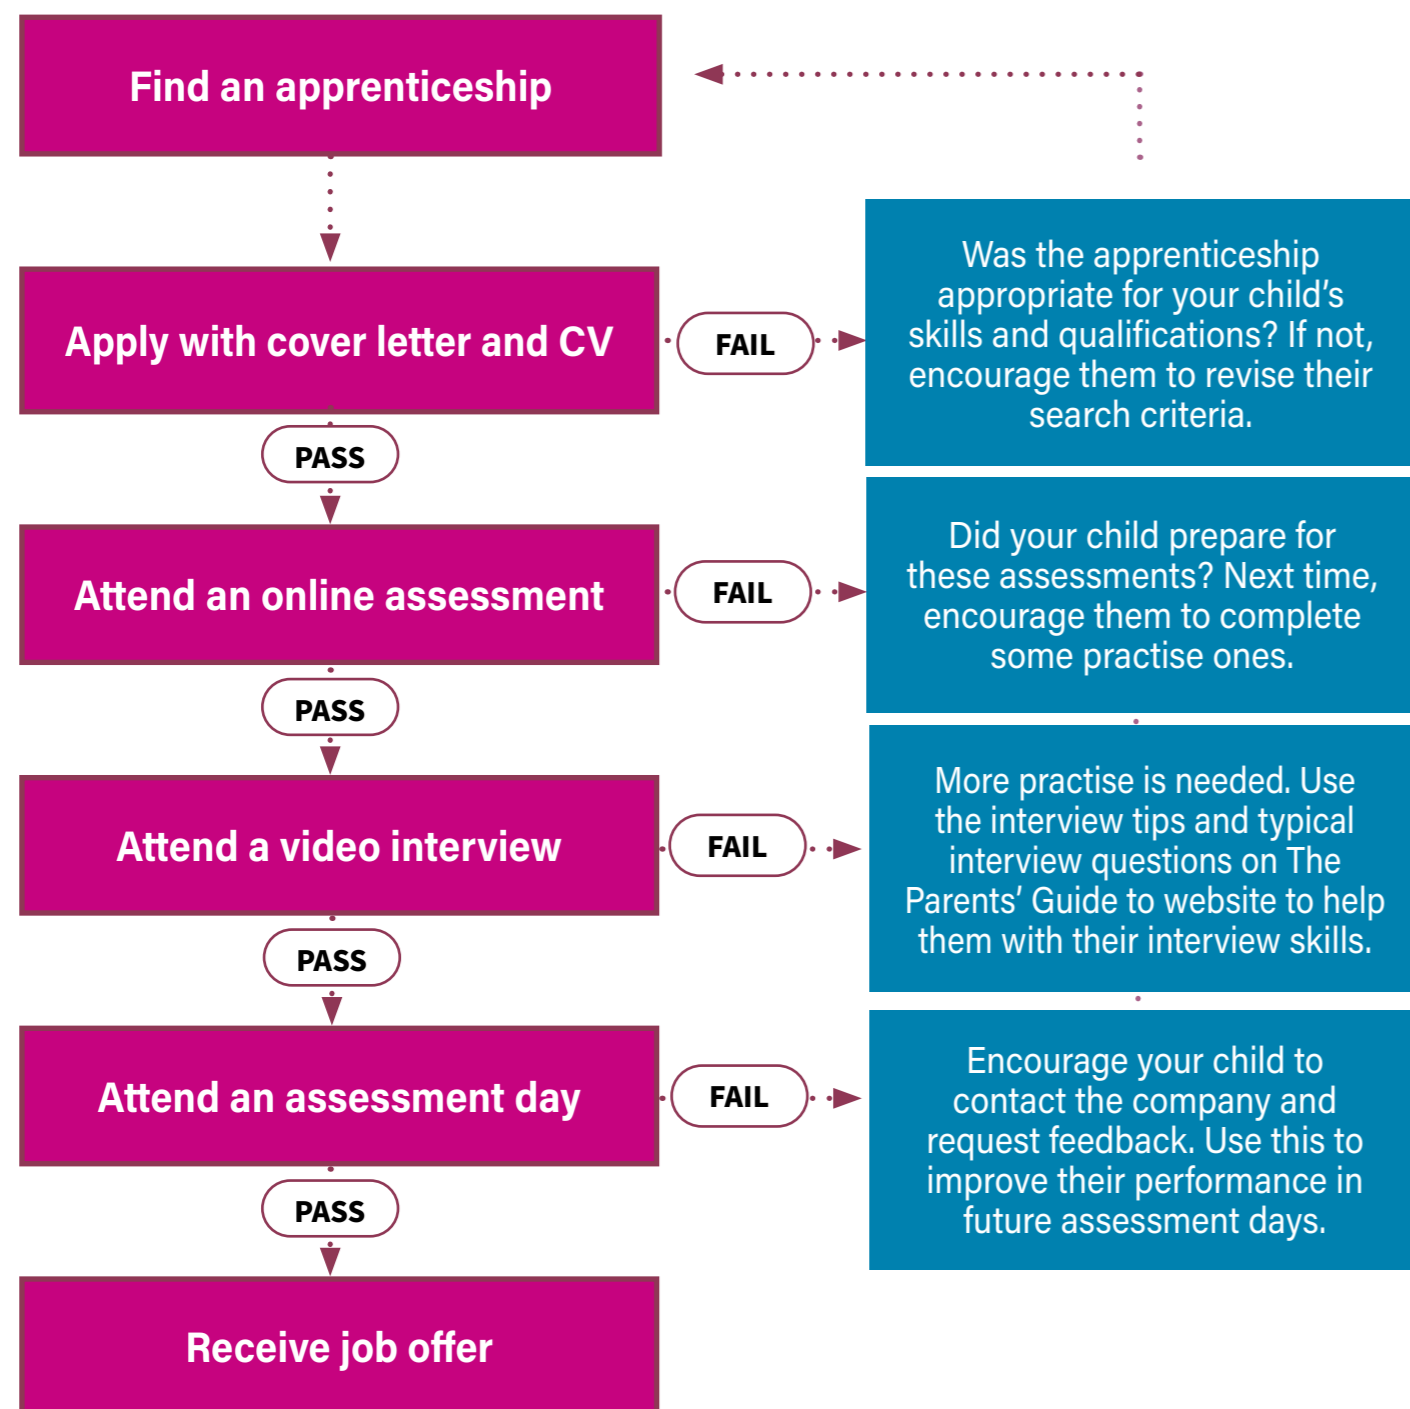 Find an apprenticeship
Apply with cover letter and CV
FAIL
Was the apprenticeship
appropriate for your child’s
skills and qualifications? If not,
encourage them to revise their
search criteria.
PASS
Attend an online assessment
FAIL
Did your child prepare for
these assessments? Next time,
encourage them to complete
some practise ones.
PASS
Attend a video interview
FAIL
More practise is needed. Use
the interview tips and typical
interview questions on The
Parents’ Guide to website to help
them with their interview skills.
PASS
Attend an assessment day
FAIL
Encourage your child to
contact the company and
request feedback. Use this to
improve their performance in
future assessment days.
PASS
Receive job offer